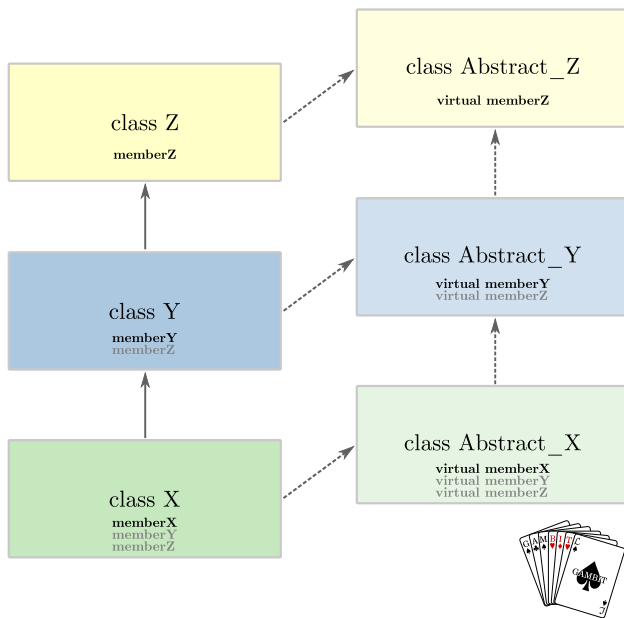 class Z
memberZ
class Abstract_Z
virtual memberZ
class Y
memberY
memberZ
class Abstract_Y
virtual memberY
virtual memberZ
class X
memberX
memberY
memberZ
class Abstract_X
virtual memberX
virtual memberY
virtual memberZ
G A M B I T
GAMBIT